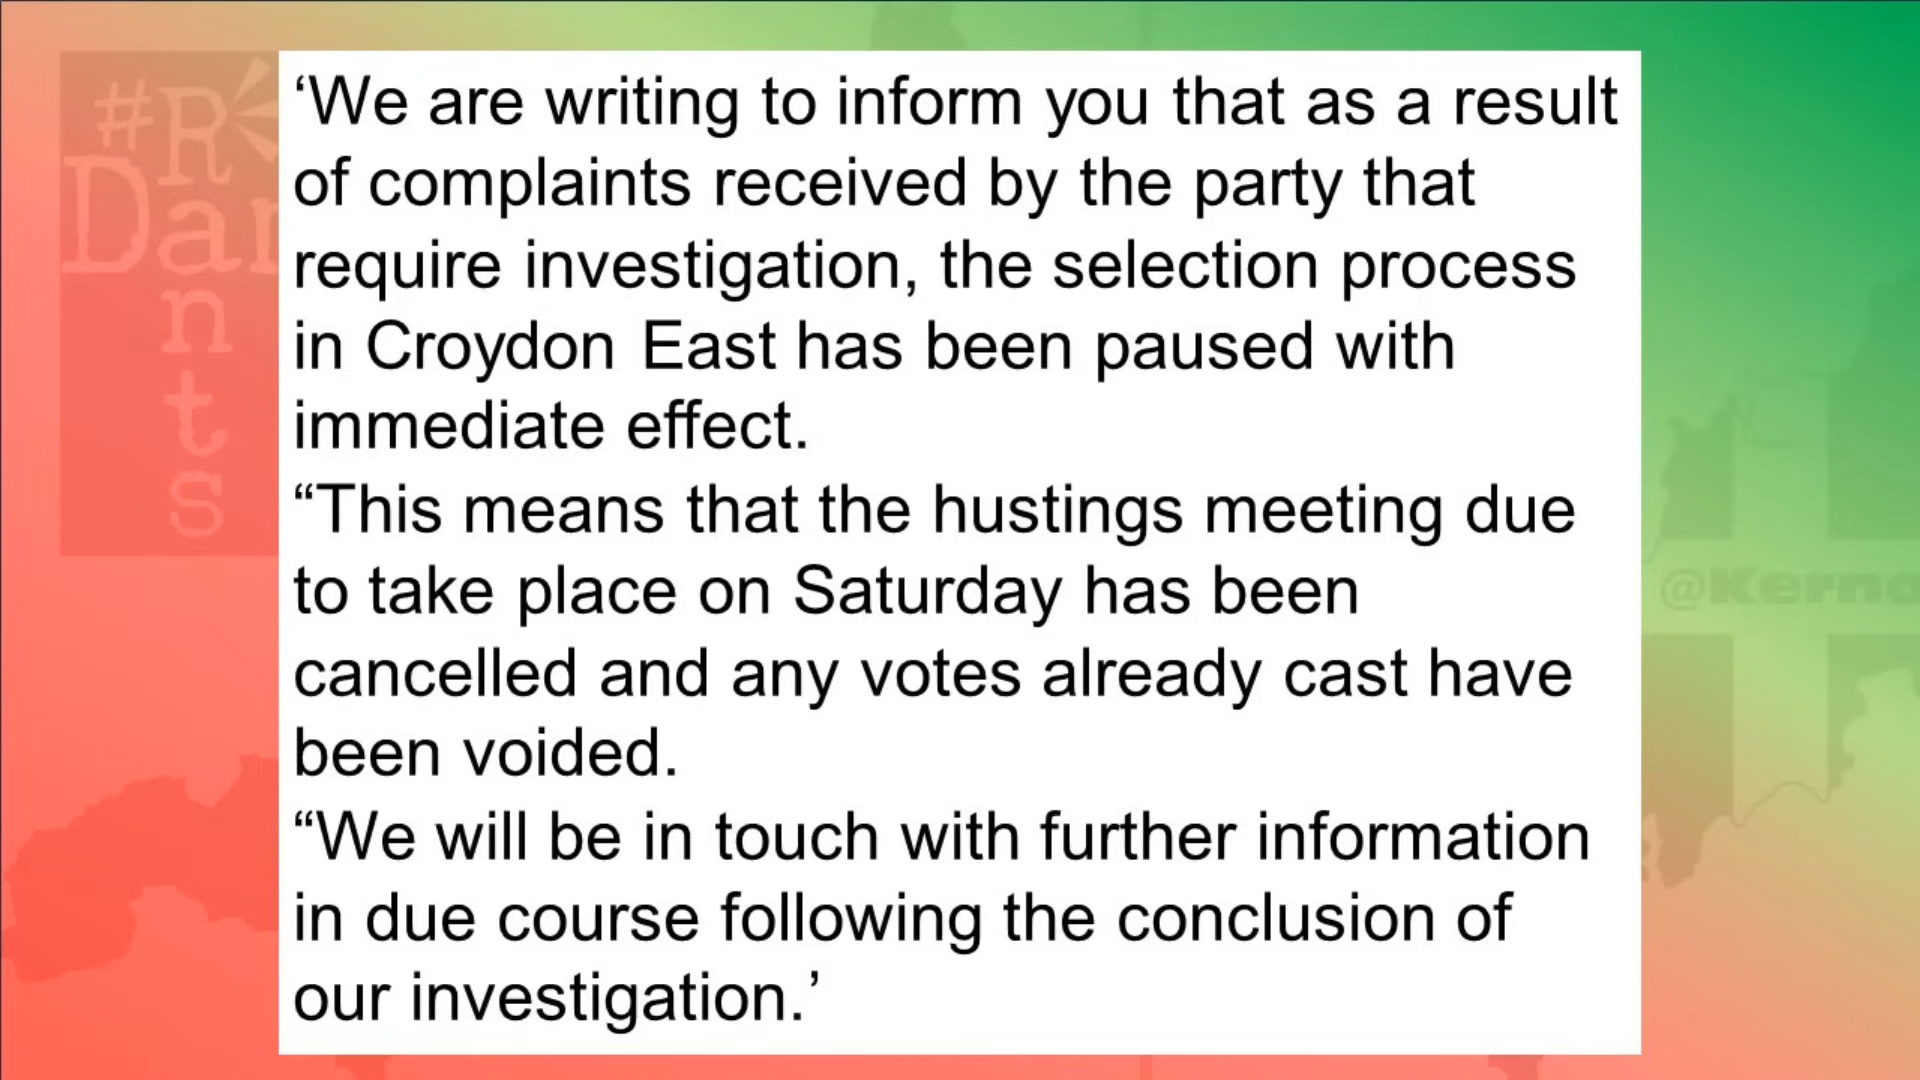 #R
Dan
n
t
s
‘We are writing to inform you that as a result
of complaints received by the party that
require investigation, the selection process
in Croydon East has been paused with
immediate effect.
“This means that the hustings meeting due
to take place on Saturday has been
cancelled and any votes already cast have
been voided.
“We will be in touch with further information
in due course following the conclusion of
our investigation.’
@Kerno